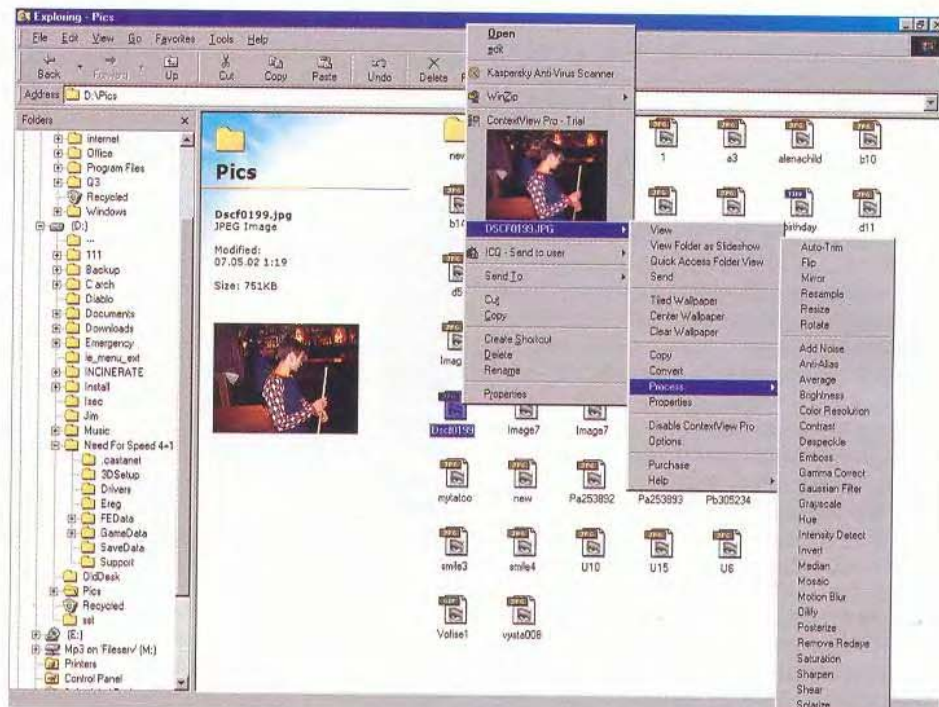 Exploring - Pics
File Edit View Go Favorites Tools Help
Back Forward Up Cut Copy Paste Undo Delete
Address D:\Pics
Folders
internet
Office
Program Files
Q3
Recycled
Windows
(D:)
...
111
Backup
C arch
Diablo
Documents
Downloads
Emergency
ie_menu_ext
INCINERATE
Install
Isec
Jim
Music
Need For Speed 4+1
.castanet
3DSetup
Drivers
Ereg
FEData
GameData
SaveData
Support
OldDesk
Pics
Recycled
sst
(E:)
Mp3 on 'Fileserv' (M:)
Printers
Control Panel
Pics
Dscf0199.jpg
JPEG Image
Modified:
07.05.02 1:19
Size: 751KB
new
1
a3
alenachild
b10
b14
birthday
d11
d5
Imag
Dscf0199
Image7
Image7
mytatoo
new
Pa253892
Pa253893
Pb305234
smile3
smile4
U10
U15
U6
Volise1
vysta008
Open
edit
Kaspersky Anti-Virus Scanner
WinZip
ContextView Pro - Trial
DSCF0199.JPG
ICQ - Send to user
Send To
Cut
Copy
Create Shortcut
Delete
Rename
Properties
View
View Folder as Slideshow
Quick Access Folder View
Send
Tiled Wallpaper
Center Wallpaper
Clear Wallpaper
Copy
Convert
Process
Properties
Disable ContextView Pro
Options
Purchase
Help
Auto-Trim
Flip
Mirror
Resample
Resize
Rotate
Add Noise
Anti-Alias
Average
Brightness
Color Resolution
Contrast
Despeckle
Emboss
Gamma Correct
Gaussian Filter
Grayscale
Hue
Intensity Detect
Invert
Median
Mosaic
Motion Blur
Oilify
Posterize
Remove Redeye
Saturation
Sharpen
Shear
Solarize